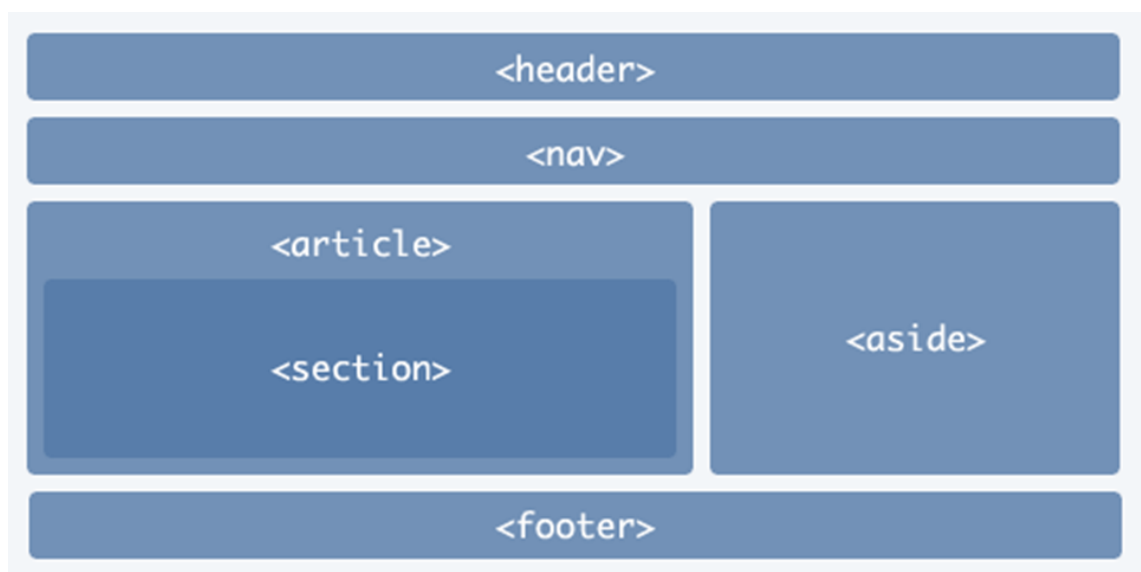 <header>
<nav>
<article>
<section>
<aside>
<footer>